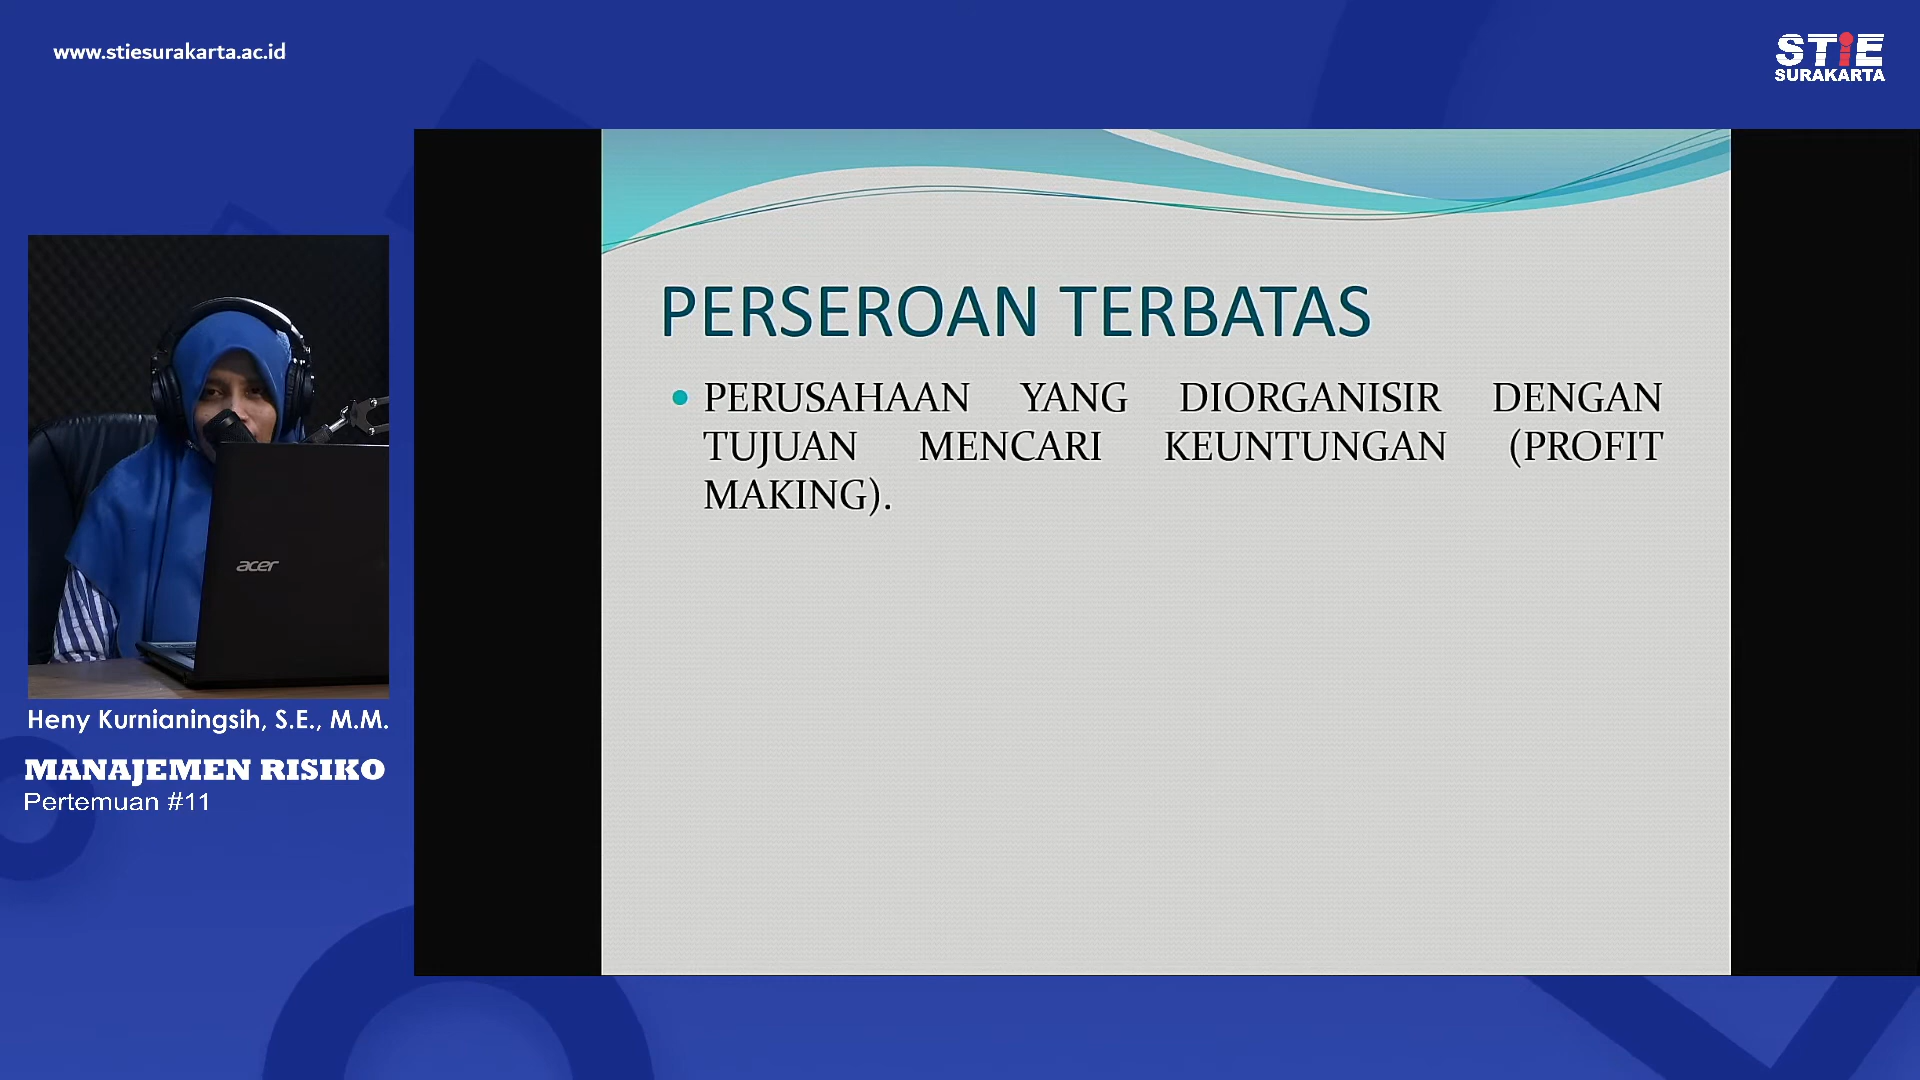 www.stiesurakarta.ac.id
STIE
SURAKARTA
PERSEROAN TERBATAS
• PERUSAHAAN YANG DIORGANISIR DENGAN
TUJUAN MENCARI KEUNTUNGAN (PROFIT
MAKING).
acer
Heny Kurnianingsih, S.E., M.M.
MANAJEMEN RISIKO
Pertemuan #11